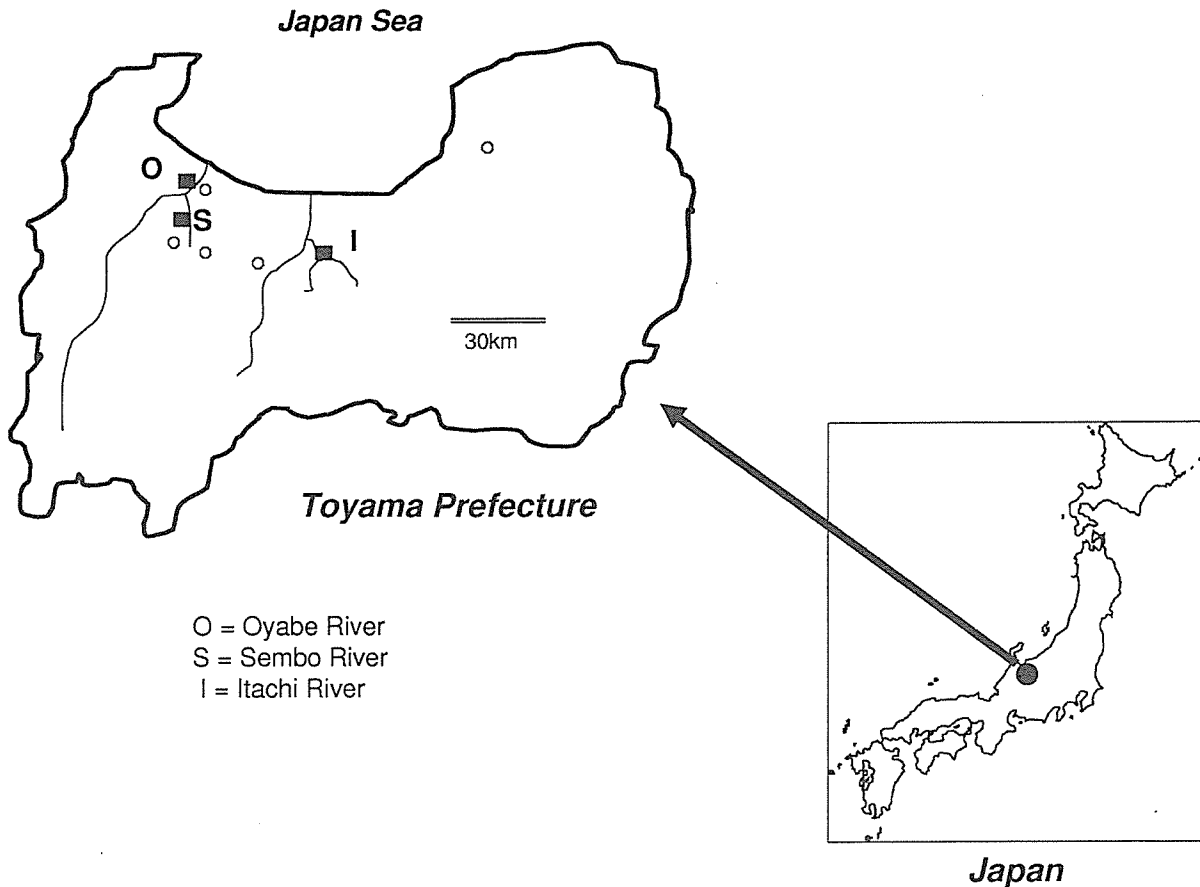 Japan Sea
O
S
I
30km
Toyama Prefecture
O = Oyabe River
S = Sembo River
I = Itachi River
Japan